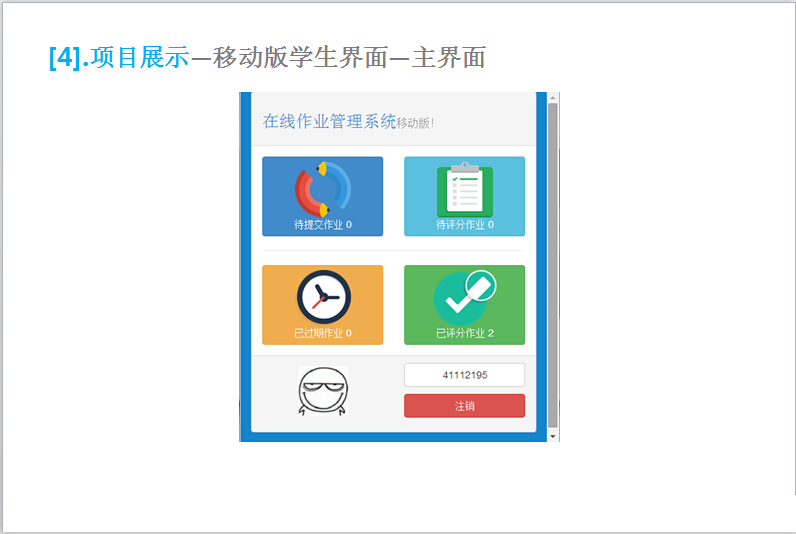 [4].项目展示—移动版学生界面—主界面
在线作业管理系统移动版！
待提交作业 0
待评分作业 0
已过期作业 0
已评分作业 2
41112195
注销